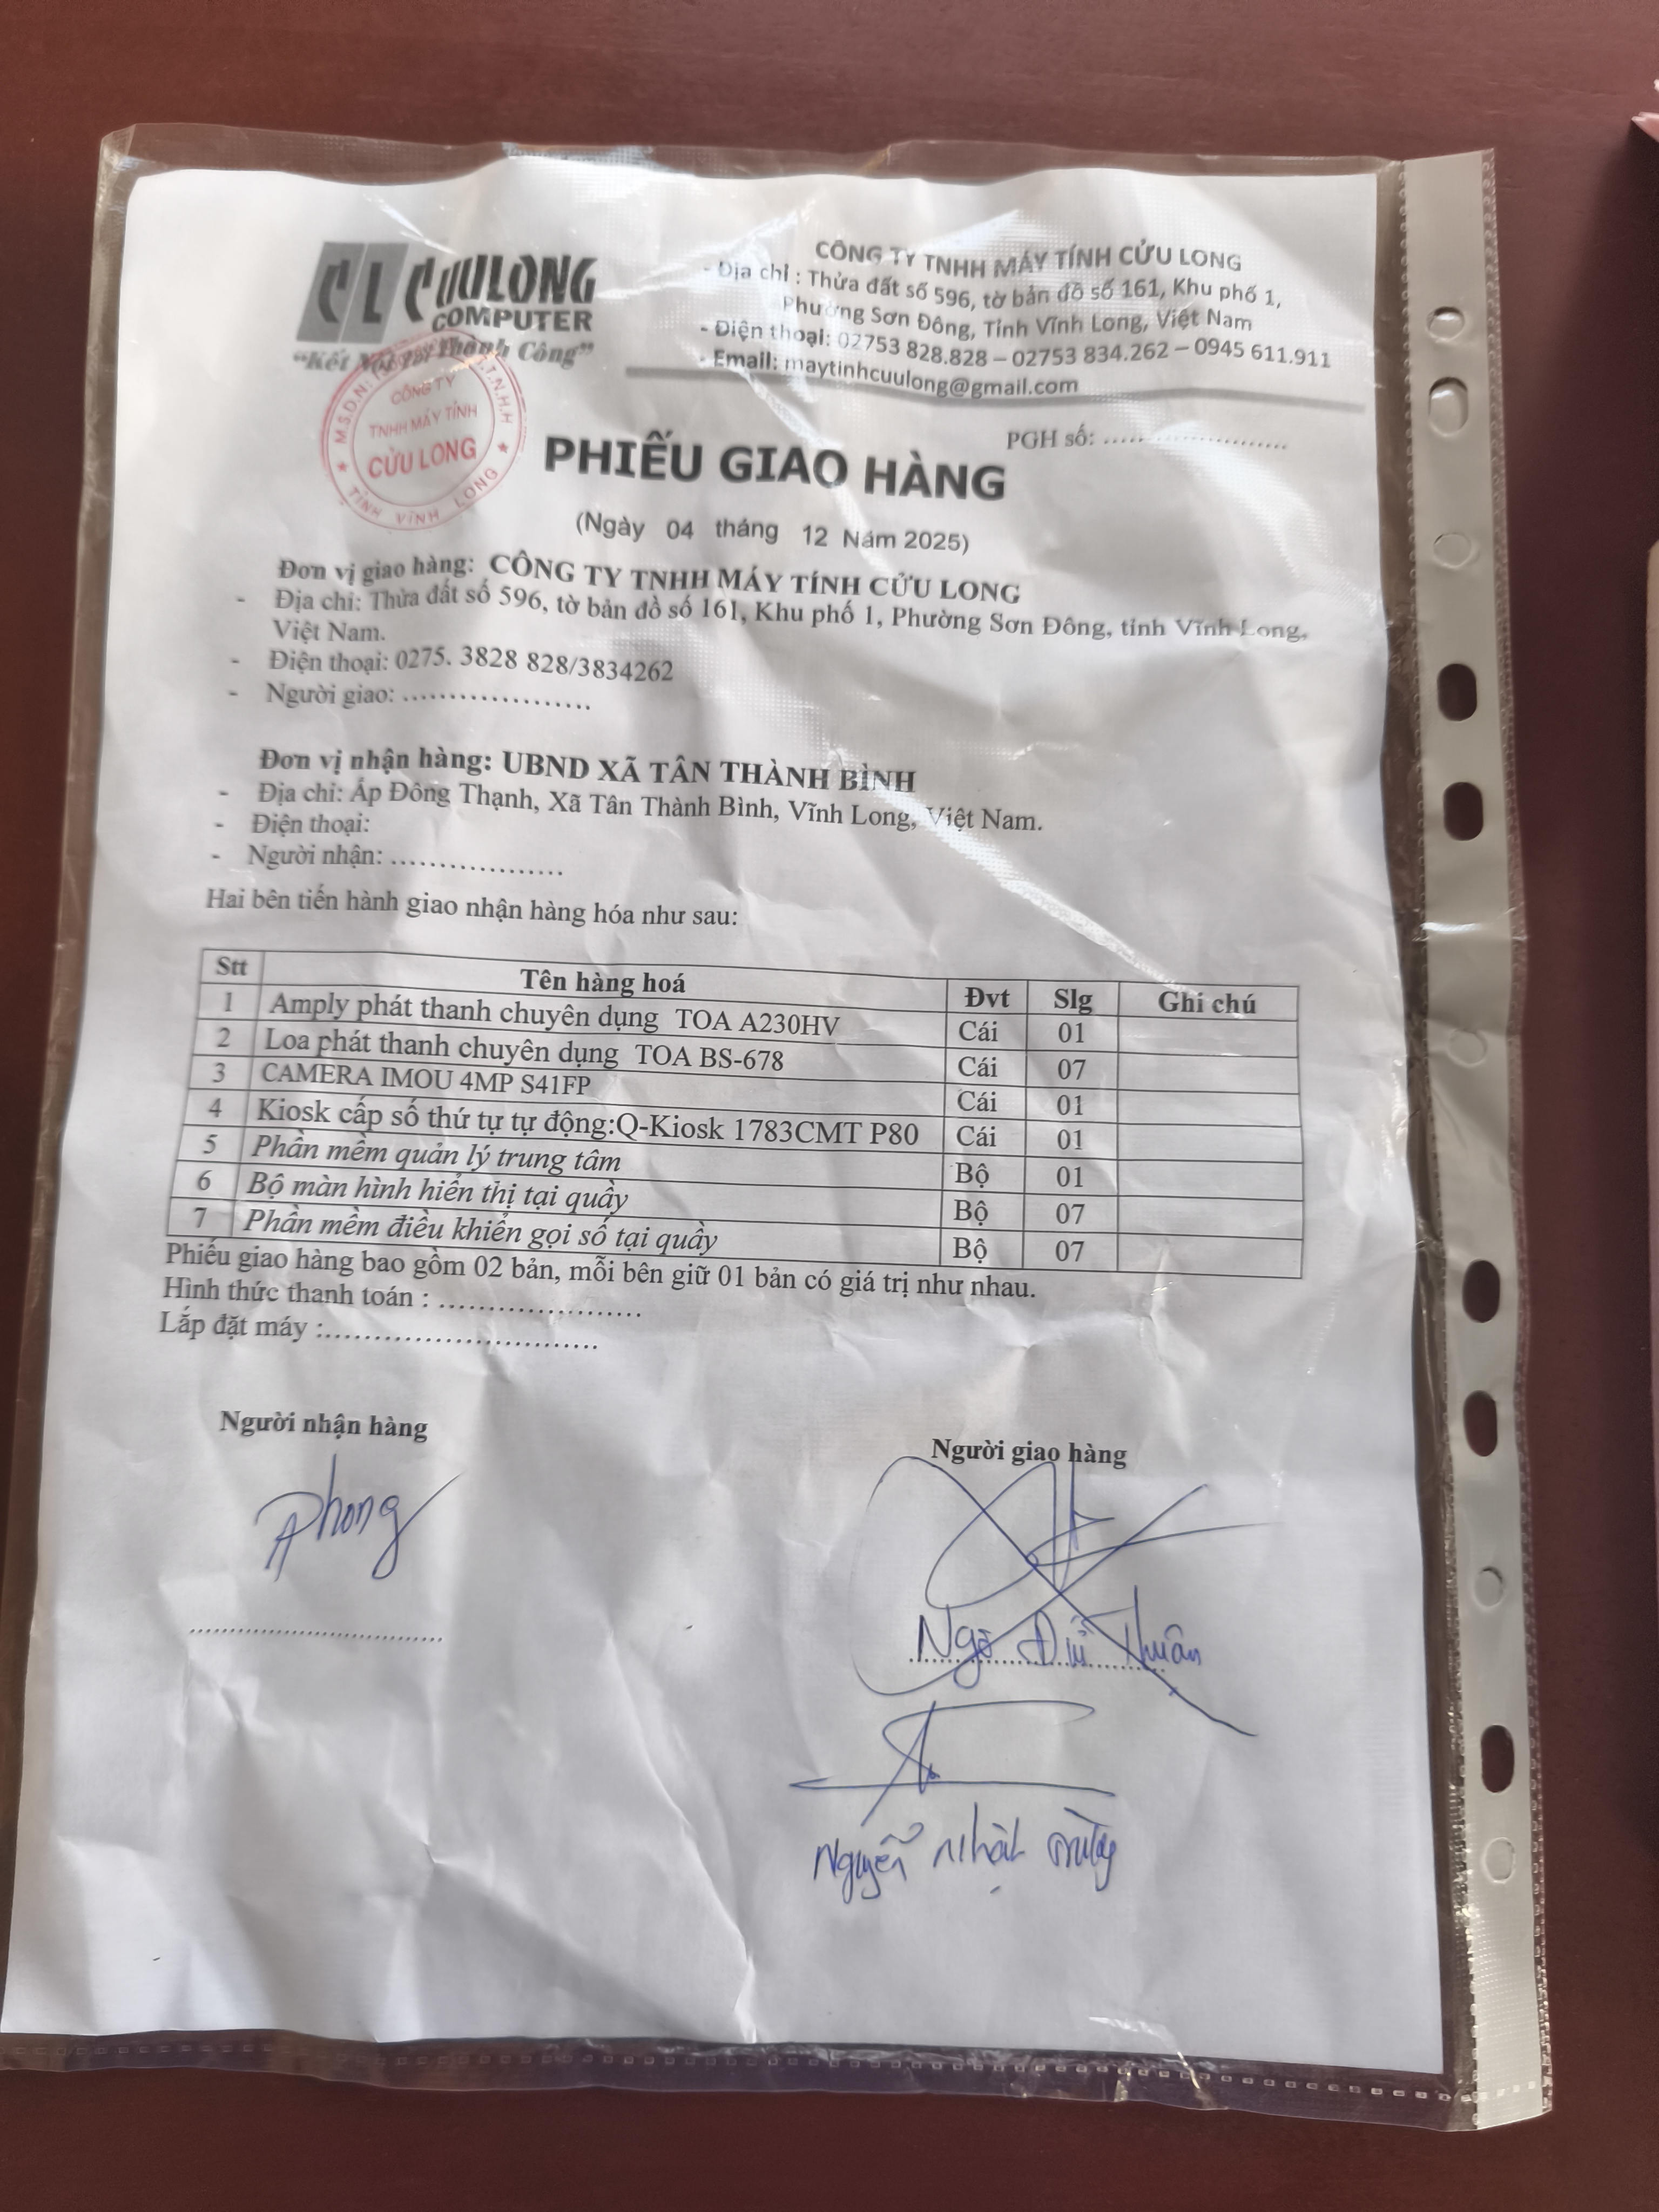 CL CUULONG
COMPUTER
“Kết Nối Sự Thành Công”
CÔNG TY TNHH MÁY TÍNH CỬU LONG
- Địa chỉ : Thửa đất số 596, tờ bản đồ số 161, Khu phố 1,
Phường Sơn Đông, Tỉnh Vĩnh Long, Việt Nam
- Điện thoại: 02753 828.828 – 02753 834.262 – 0945 611.911
- Email: maytinhcuulong@gmail.com
M.S.D.N: T.N.H.H
CÔNG TY
TNHH MÁY TÍNH
CỬU LONG
TỈNH VĨNH LONG
PGH số: ........................
PHIẾU GIAO HÀNG
(Ngày 04 tháng 12 Năm 2025)
Đơn vị giao hàng: CÔNG TY TNHH MÁY TÍNH CỬU LONG
- Địa chỉ: Thửa đất số 596, tờ bản đồ số 161, Khu phố 1, Phường Sơn Đông, tỉnh Vĩnh Long,
Việt Nam.
- Điện thoại: 0275. 3828 828/3834262
- Người giao: ....................
Đơn vị nhận hàng: UBND XÃ TÂN THÀNH BÌNH
- Địa chỉ: Ấp Đông Thạnh, Xã Tân Thành Bình, Vĩnh Long, Việt Nam.
- Điện thoại:
- Người nhận: ...................
Hai bên tiến hành giao nhận hàng hóa như sau:
Stt Tên hàng hoá Đvt Slg Ghi chú
1 Amply phát thanh chuyên dụng TOA A230HV Cái 01
2 Loa phát thanh chuyên dụng TOA BS-678 Cái 07
3 CAMERA IMOU 4MP S41FP Cái 01
4 Kiosk cấp số thứ tự tự động:Q-Kiosk 1783CMT P80 Cái 01
5 Phần mềm quản lý trung tâm Bộ 01
6 Bộ màn hình hiển thị tại quầy Bộ 07
7 Phần mềm điều khiển gọi số tại quầy Bộ 07
Phiếu giao hàng bao gồm 02 bản, mỗi bên giữ 01 bản có giá trị như nhau.
Hình thức thanh toán : ......................
Lắp đặt máy :..............................
Người nhận hàng
Người giao hàng
Phong
Ngô Thuân
Nguyễn Nhật